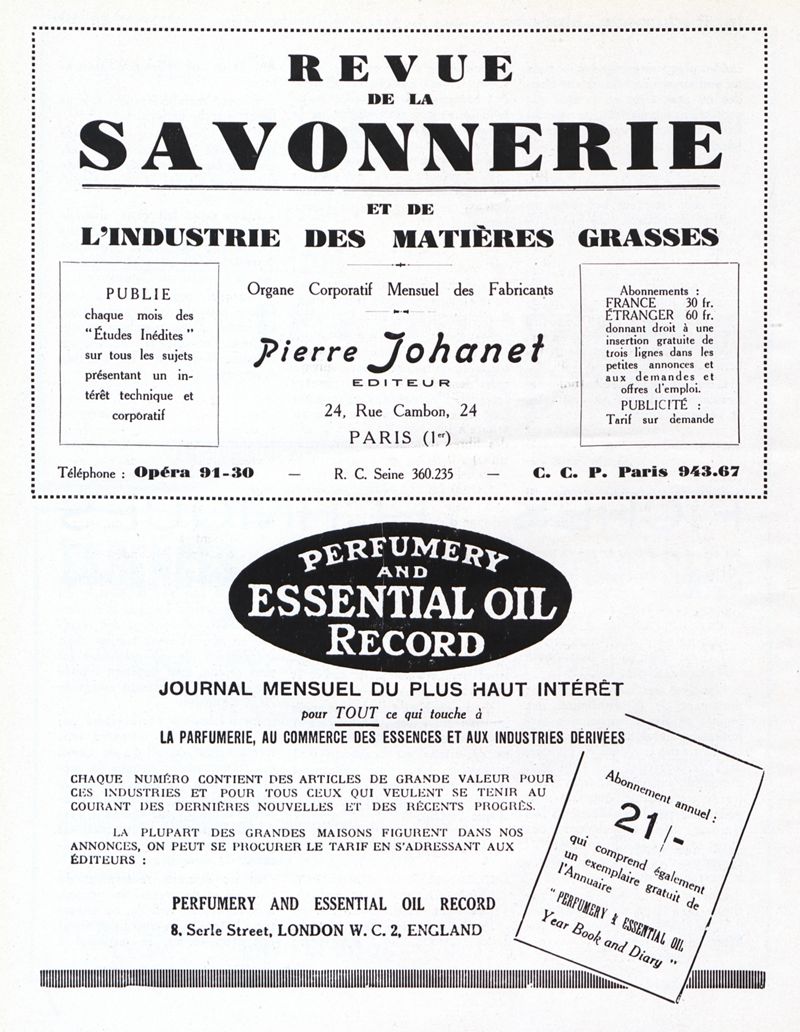 REVUE
DE LA
SAVONNERIE
ET DE
L'INDUSTRIE DES MATIÈRES GRASSES
PUBLIE
chaque mois des
"Études Inédites"
sur tous les sujets
présentant un in-
térêt technique et
corporatif
Organe Corporatif Mensuel des Fabricants
Pierre Johanet
EDITEUR
24, Rue Cambon, 24
PARIS (1er)
Abonnements :
FRANCE 30 fr.
ÉTRANGER 60 fr.
donnant droit à une
insertion gratuite de
trois lignes dans les
petites annonces et
aux demandes et
offres d'emploi.
PUBLICITÉ :
Tarif sur demande
Téléphone : Opéra 91-30 — R. C. Seine 360.235 — C. C. P. Paris 943.67
PERFUMERY
AND
ESSENTIAL OIL
RECORD
JOURNAL MENSUEL DU PLUS HAUT INTÉRÊT
pour TOUT ce qui touche à
LA PARFUMERIE, AU COMMERCE DES ESSENCES ET AUX INDUSTRIES DÉRIVÉES
CHAQUE NUMÉRO CONTIENT DES ARTICLES DE GRANDE VALEUR POUR
CES INDUSTRIES ET POUR TOUS CEUX QUI VEULENT SE TENIR AU
COURANT DES DERNIÈRES NOUVELLES ET DES RÉCENTS PROGRÈS.
LA PLUPART DES GRANDES MAISONS FIGURENT DANS NOS
ANNONCES, ON PEUT SE PROCURER LE TARIF EN S'ADRESSANT AUX
ÉDITEURS :
PERFUMERY AND ESSENTIAL OIL RECORD
8, Serle Street, LONDON W. C. 2, ENGLAND
Abonnement annuel :
21/-
qui comprend également
un exemplaire gratuit de
l'Annuaire
"PERFUMERY & ESSENTIAL OIL
Year Book and Diary"